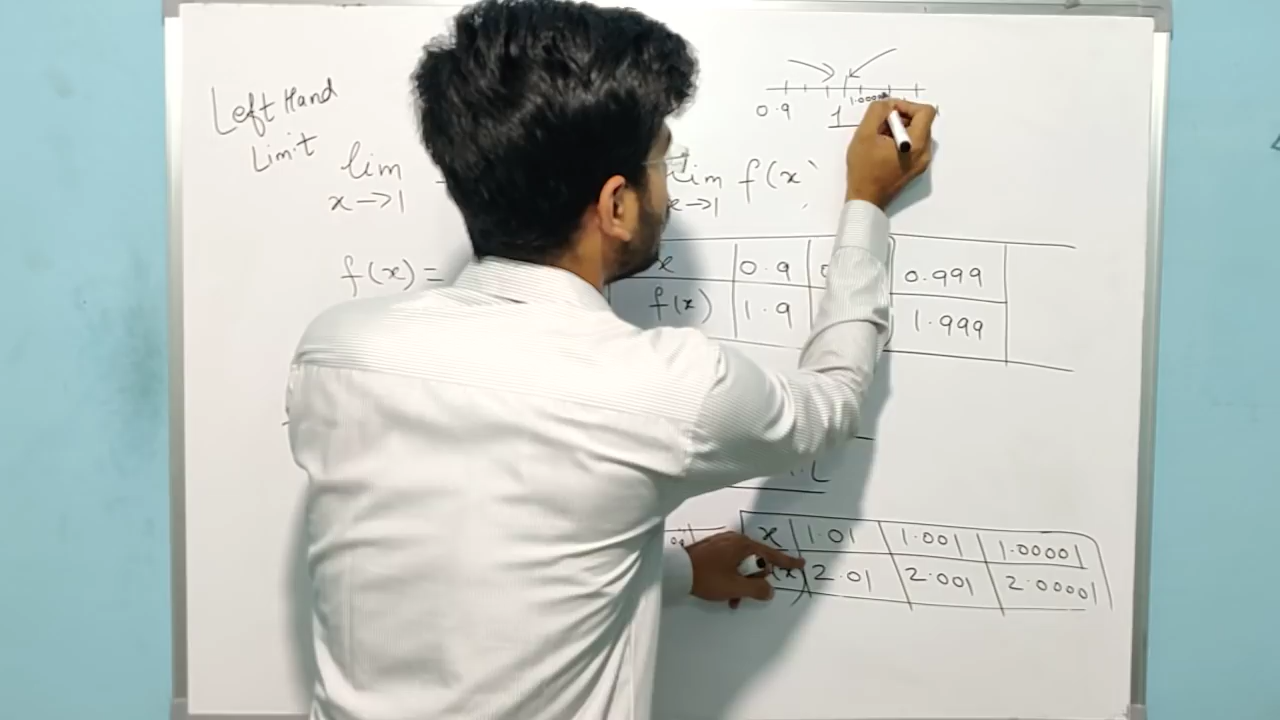 Left Hand
Limit
0.9 1 1.000
lim
x→1
lim f(x
x→1
f(x) =
x 0.9 0.999
f(x) 1.9 1.999
x 1.01 1.001 1.00001
(x) 2.01 2.001 2.00001